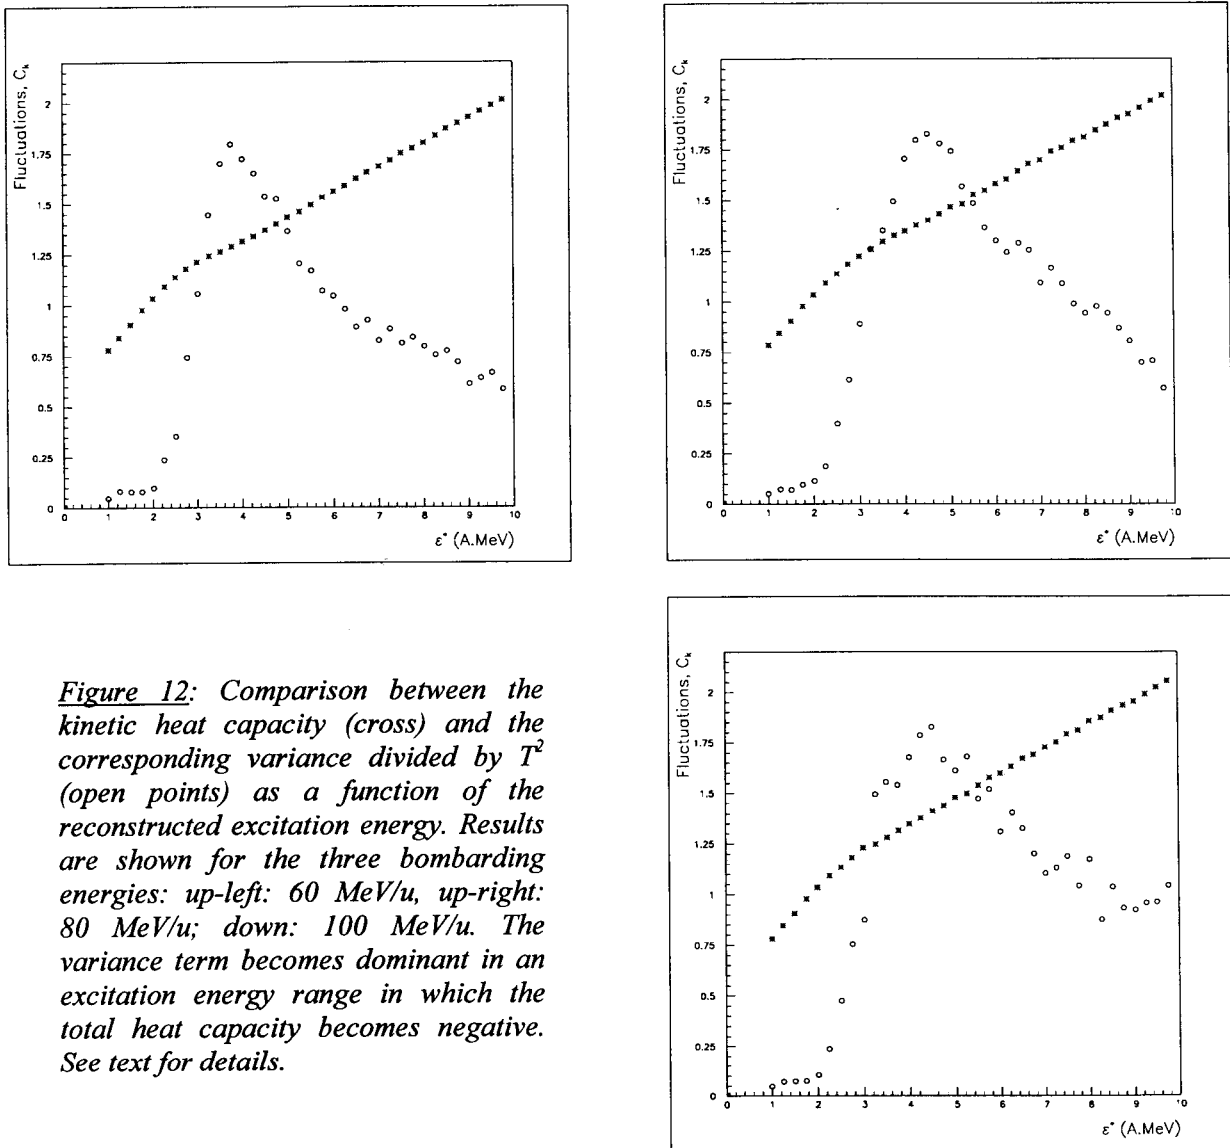 Fluctuations, Cₖ
2
1.75
1.5
1.25
1
0.75
0.5
0.25
0
0 1 2 3 4 5 6 7 8 9 10
ε* (A.MeV)
Fluctuations, Cₖ
2
1.75
1.5
1.25
1
0.75
0.5
0.25
0
0 1 2 3 4 5 6 7 8 9 10
ε* (A.MeV)
Figure 12: Comparison between the
kinetic heat capacity (cross) and the
corresponding variance divided by T²
(open points) as a function of the
reconstructed excitation energy. Results
are shown for the three bombarding
energies: up-left: 60 MeV/u, up-right:
80 MeV/u; down: 100 MeV/u. The
variance term becomes dominant in an
excitation energy range in which the
total heat capacity becomes negative.
See text for details.
Fluctuations, Cₖ
2
1.75
1.5
1.25
1
0.75
0.5
0.25
0
0 1 2 3 4 5 6 7 8 9 10
ε* (A.MeV)